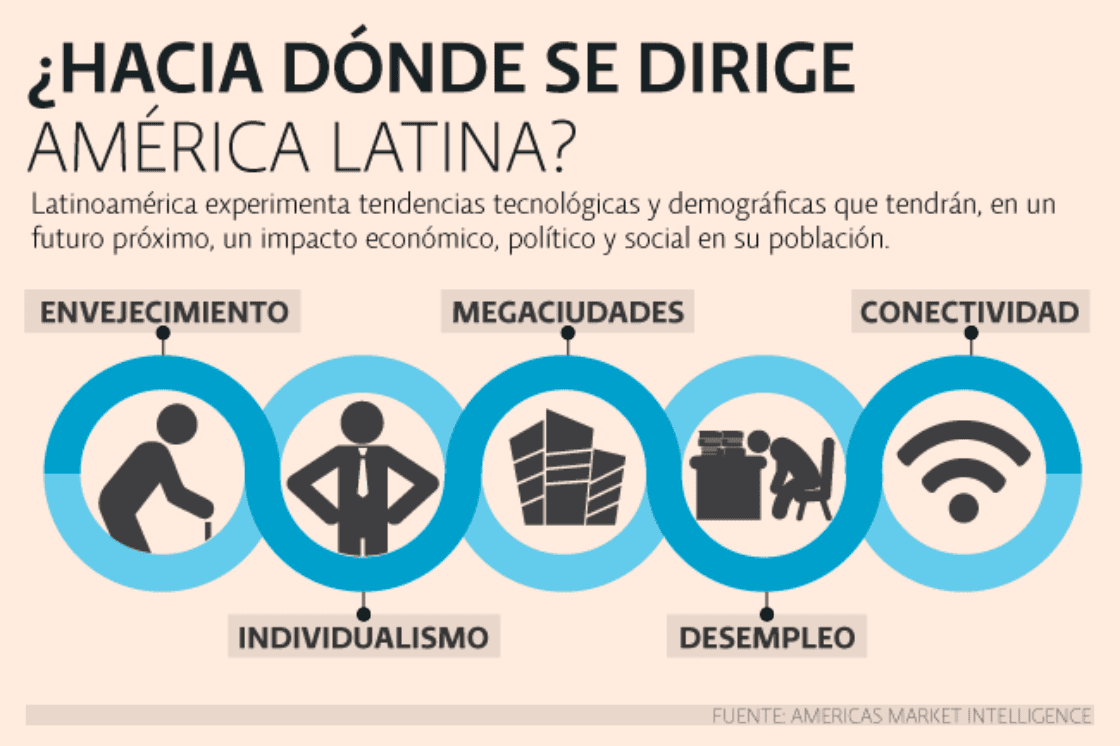 ¿HACIA DÓNDE SE DIRIGE
AMÉRICA LATINA?
Latinoamérica experimenta tendencias tecnológicas y demográficas que tendrán, en un
futuro próximo, un impacto económico, político y social en su población.
ENVEJECIMIENTO
MEGACIUDADES
CONECTIVIDAD
INDIVIDUALISMO
DESEMPLEO
FUENTE: AMERICAS MARKET INTELLIGENCE